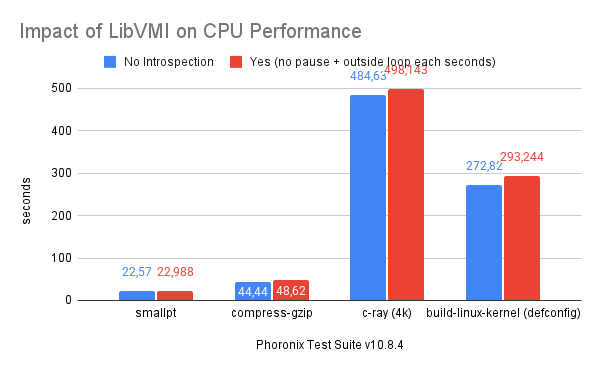 Impact of LibVMI on CPU Performance
No Introspection
Yes (no pause + outside loop each seconds)
484,63
498,143
500
400
300
200
100
0
seconds
272,82
293,244
22,57
22,988
44,44
48,62
smallpt
compress-gzip
c-ray (4k)
build-linux-kernel (defconfig)
Phoronix Test Suite v10.8.4